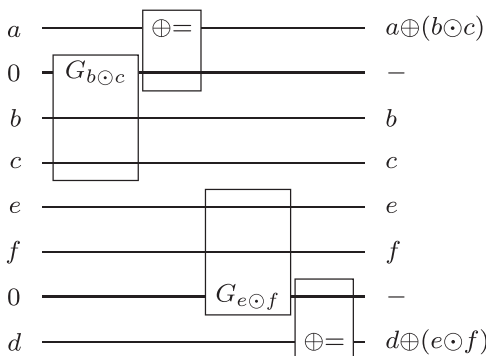 a ⊕= a⊕(b⊙c)
0 G_{b⊙c} −
b b
c c
e e
f f
0 G_{e⊙f} −
d ⊕= d⊕(e⊙f)